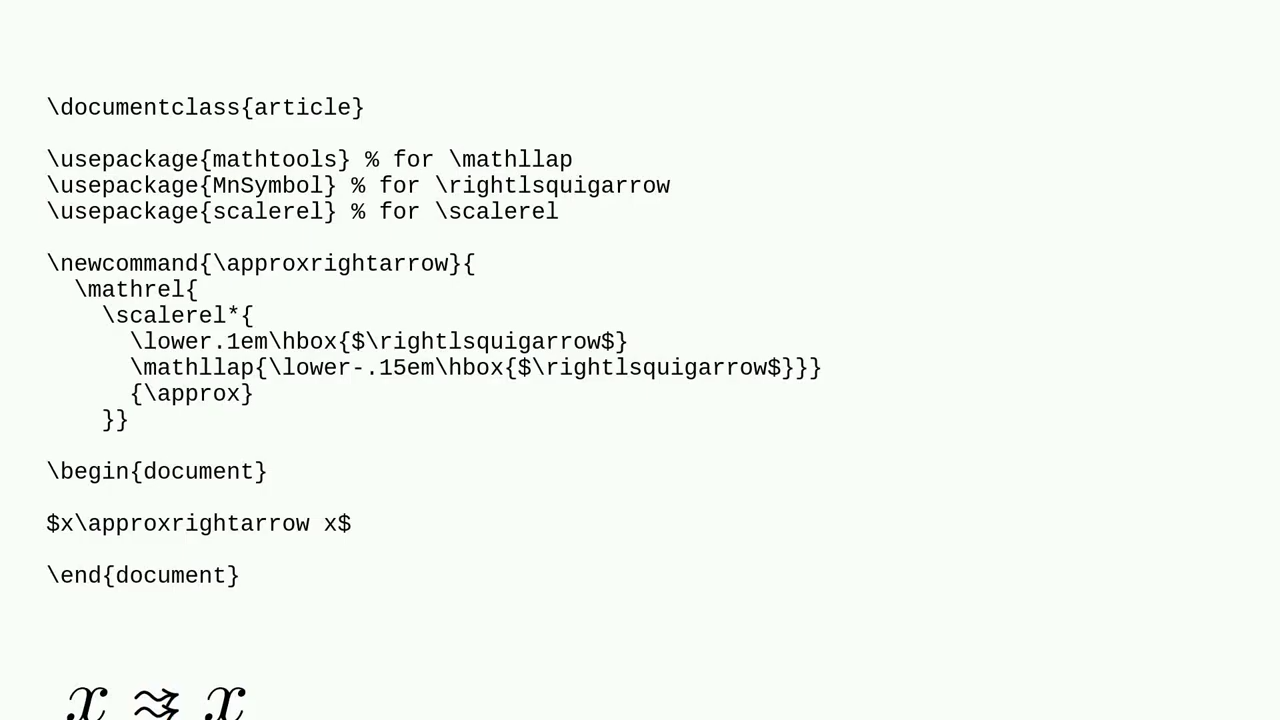 \documentclass{article}
\usepackage{mathtools} % for \mathllap
\usepackage{MnSymbol} % for \rightlsquigarrow
\usepackage{scalerel} % for \scalerel
\newcommand{\approxrightarrow}{
  \mathrel{
    \scalerel*{
      \lower.1em\hbox{$\rightlsquigarrow$}
      \mathllap{\lower-.15em\hbox{$\rightlsquigarrow$}}}
      {\approx}
    }}
\begin{document}
$x\approxrightarrow x$
\end{document}
x ⥵ x